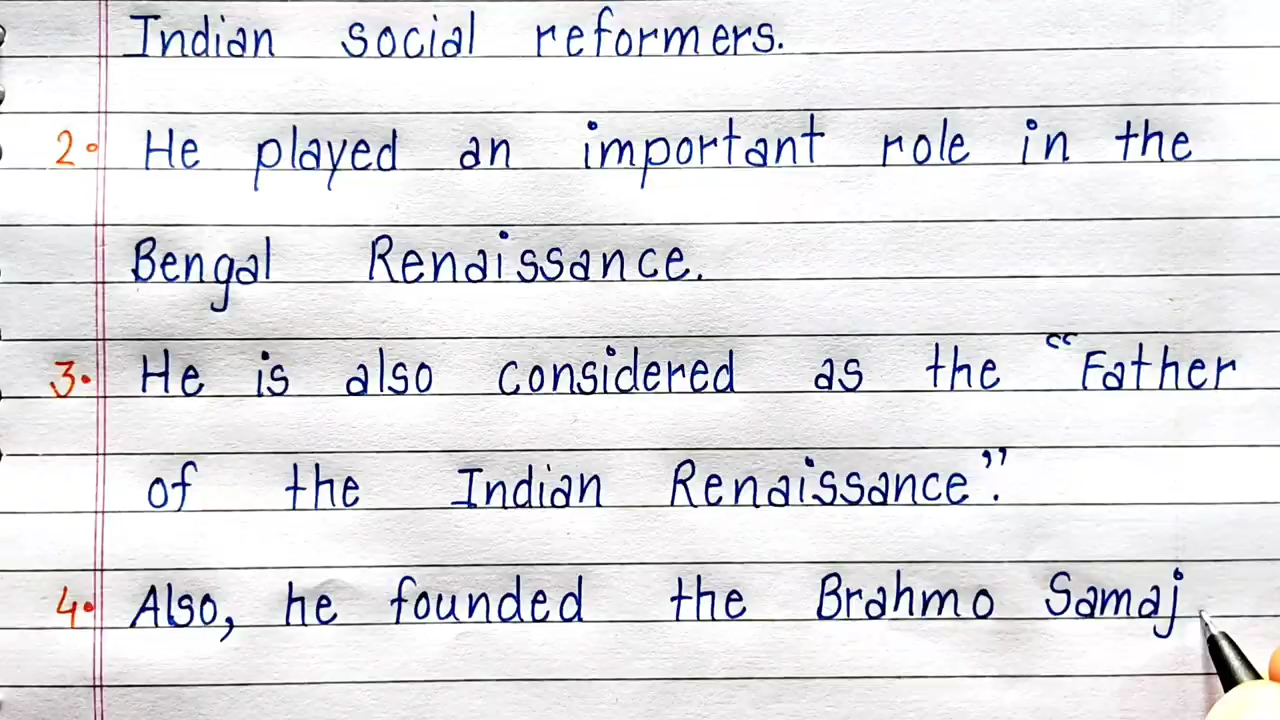 Indian social reformers.
2. He played an important role in the
Bengal Renaissance.
3. He is also considered as the "Father
of the Indian Renaissance".
4. Also, he founded the Brahmo Samaj